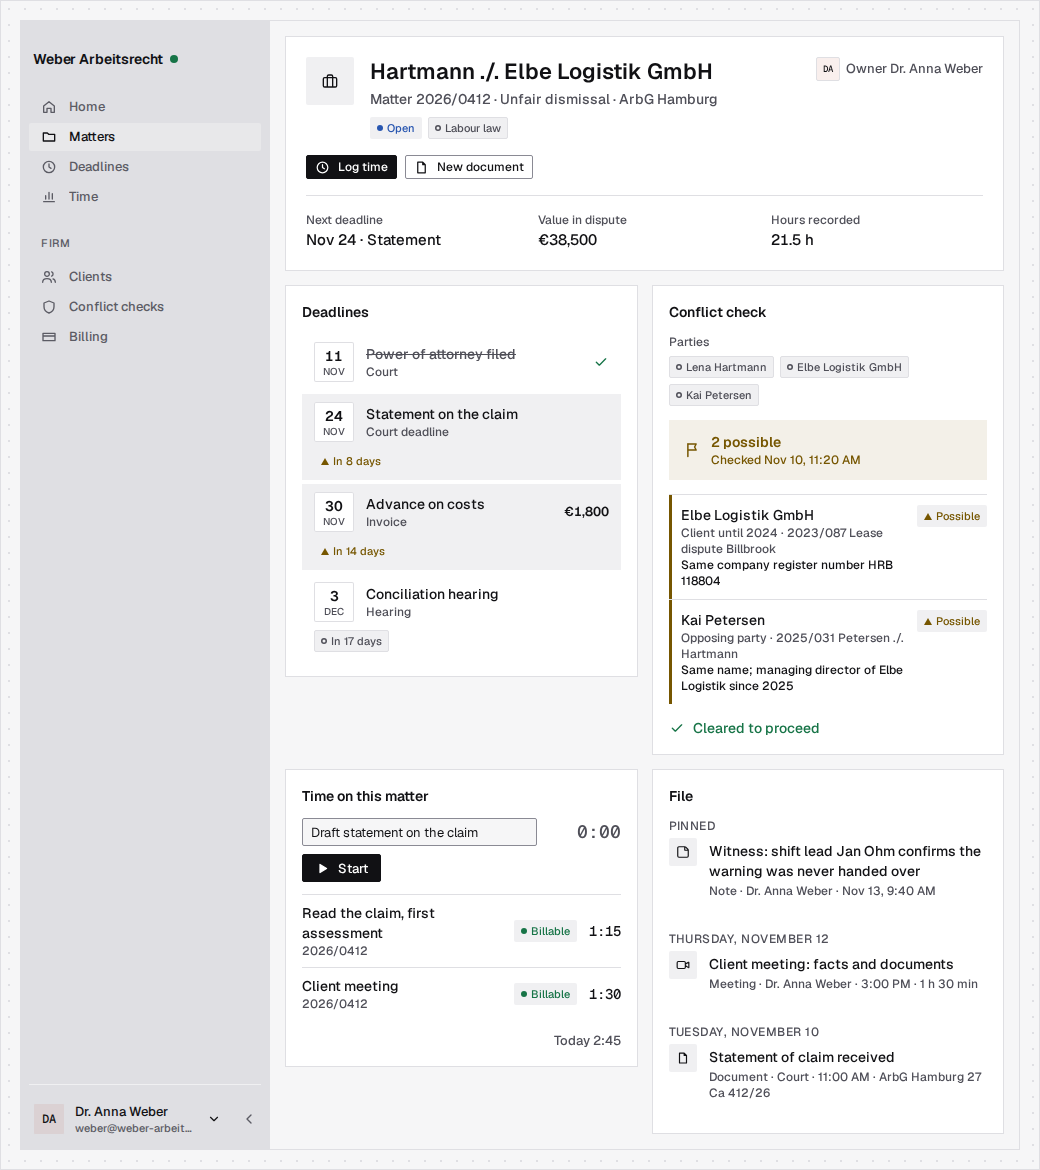 Weber Arbeitsrecht
Home
Matters
Deadlines
Time
FIRM
Clients
Conflict checks
Billing
DA
Dr. Anna Weber
weber@weber-arbeit…
Hartmann ./. Elbe Logistik GmbH
Matter 2026/0412 · Unfair dismissal · ArbG Hamburg
Open
Labour law
DA
Owner Dr. Anna Weber
Log time
New document
Next deadline
Nov 24 · Statement
Value in dispute
€38,500
Hours recorded
21.5 h
Deadlines
11
NOV
Power of attorney filed
Court
24
NOV
Statement on the claim
Court deadline
In 8 days
30
NOV
Advance on costs
Invoice
€1,800
In 14 days
3
DEC
Conciliation hearing
Hearing
In 17 days
Conflict check
Parties
Lena Hartmann
Elbe Logistik GmbH
Kai Petersen
2 possible
Checked Nov 10, 11:20 AM
Elbe Logistik GmbH
Possible
Client until 2024 · 2023/087 Lease
dispute Billbrook
Same company register number HRB
118804
Kai Petersen
Possible
Opposing party · 2025/031 Petersen ./.
Hartmann
Same name; managing director of Elbe
Logistik since 2025
Cleared to proceed
Time on this matter
Draft statement on the claim
0:00
Start
Read the claim, first
assessment
2026/0412
Billable
1:15
Client meeting
2026/0412
Billable
1:30
Today 2:45
File
PINNED
Witness: shift lead Jan Ohm confirms the
warning was never handed over
Note · Dr. Anna Weber · Nov 13, 9:40 AM
THURSDAY, NOVEMBER 12
Client meeting: facts and documents
Meeting · Dr. Anna Weber · 3:00 PM · 1 h 30 min
TUESDAY, NOVEMBER 10
Statement of claim received
Document · Court · 11:00 AM · ArbG Hamburg 27
Ca 412/26